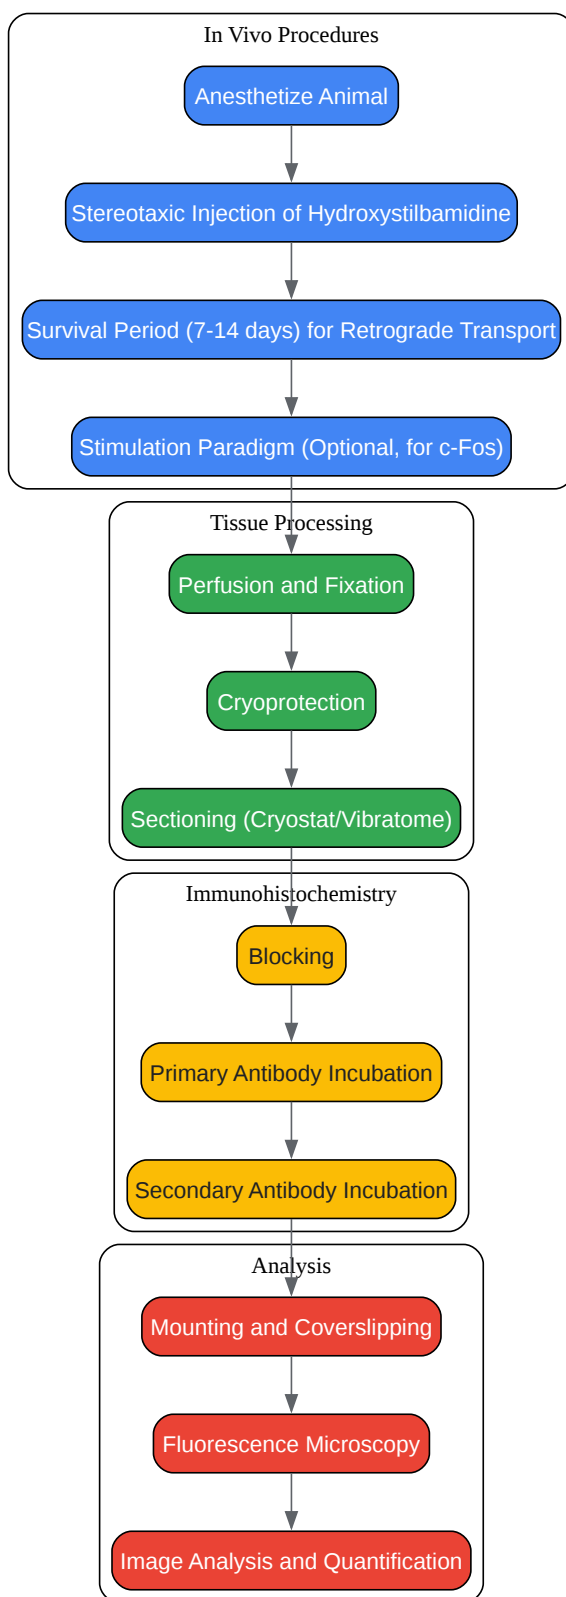 In Vivo Procedures
Anesthetize Animal
Stereotaxic Injection of Hydroxystilbamidine
Survival Period (7-14 days) for Retrograde Transport
Stimulation Paradigm (Optional, for c-Fos)
Tissue Processing
Perfusion and Fixation
Cryoprotection
Sectioning (Cryostat/Vibratome)
Immunohistochemistry
Blocking
Primary Antibody Incubation
Secondary Antibody Incubation
Analysis
Mounting and Coverslipping
Fluorescence Microscopy
Image Analysis and Quantification